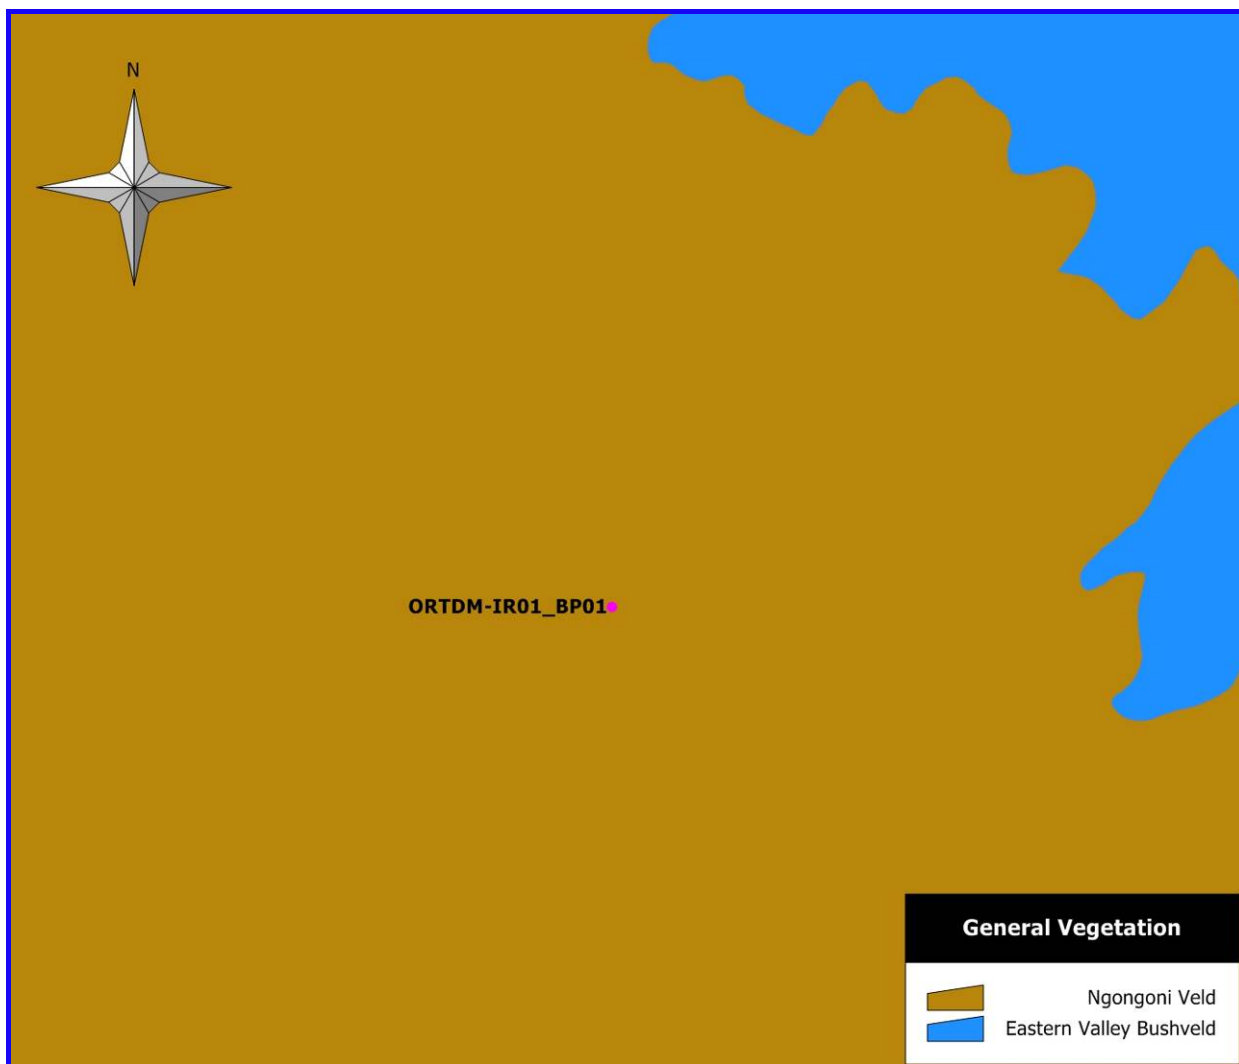 N
ORTDM-IR01_BP01
General Vegetation
Ngongoni Veld
Eastern Valley Bushveld